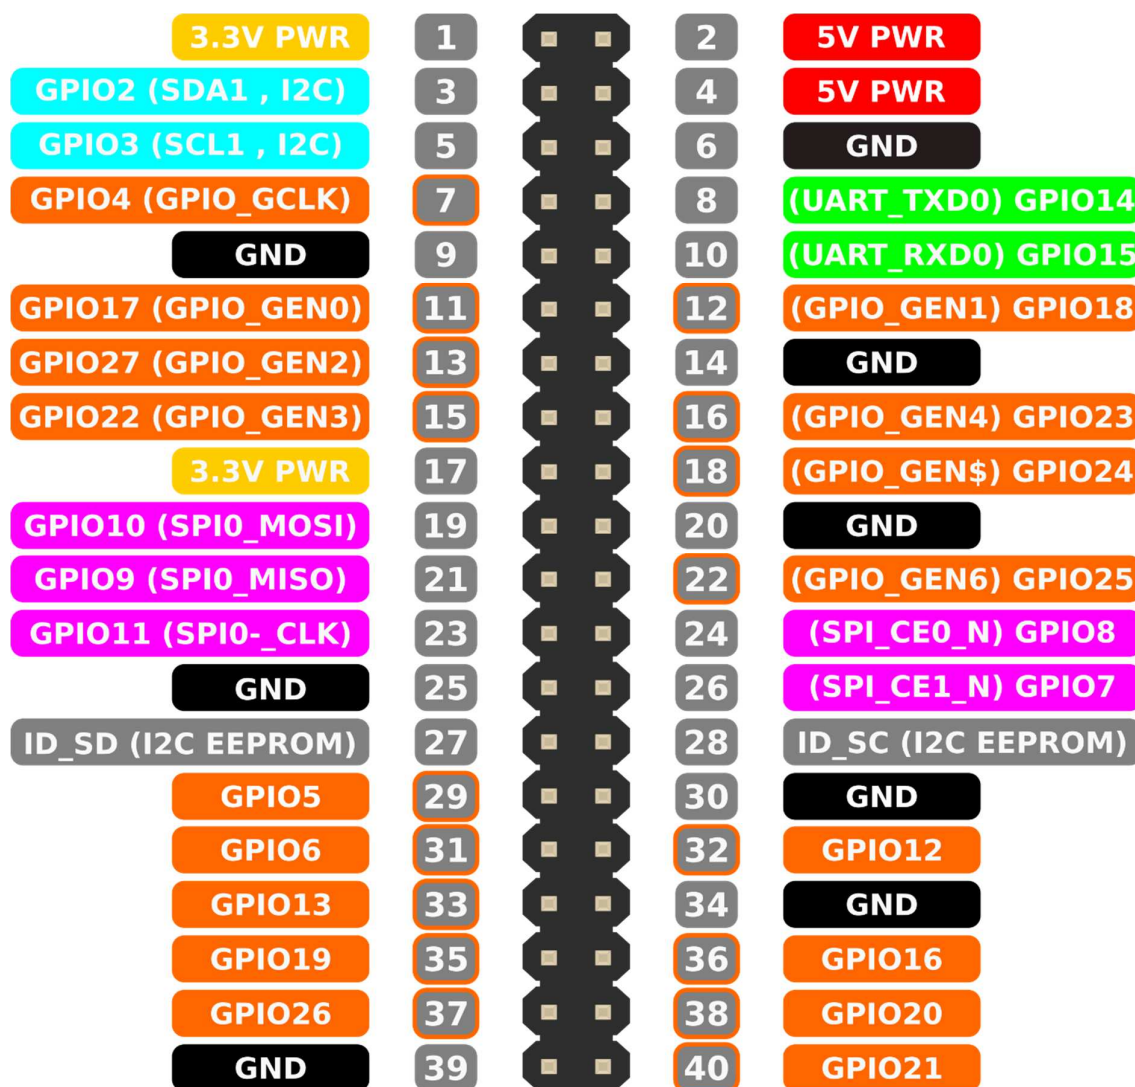 3.3V PWR 1 2 5V PWR
GPIO2 (SDA1 , I2C) 3 4 5V PWR
GPIO3 (SCL1 , I2C) 5 6 GND
GPIO4 (GPIO_GCLK) 7 8 (UART_TXD0) GPIO14
GND 9 10 (UART_RXD0) GPIO15
GPIO17 (GPIO_GEN0) 11 12 (GPIO_GEN1) GPIO18
GPIO27 (GPIO_GEN2) 13 14 GND
GPIO22 (GPIO_GEN3) 15 16 (GPIO_GEN4) GPIO23
3.3V PWR 17 18 (GPIO_GEN$) GPIO24
GPIO10 (SPI0_MOSI) 19 20 GND
GPIO9 (SPI0_MISO) 21 22 (GPIO_GEN6) GPIO25
GPIO11 (SPI0-_CLK) 23 24 (SPI_CE0_N) GPIO8
GND 25 26 (SPI_CE1_N) GPIO7
ID_SD (I2C EEPROM) 27 28 ID_SC (I2C EEPROM)
GPIO5 29 30 GND
GPIO6 31 32 GPIO12
GPIO13 33 34 GND
GPIO19 35 36 GPIO16
GPIO26 37 38 GPIO20
GND 39 40 GPIO21